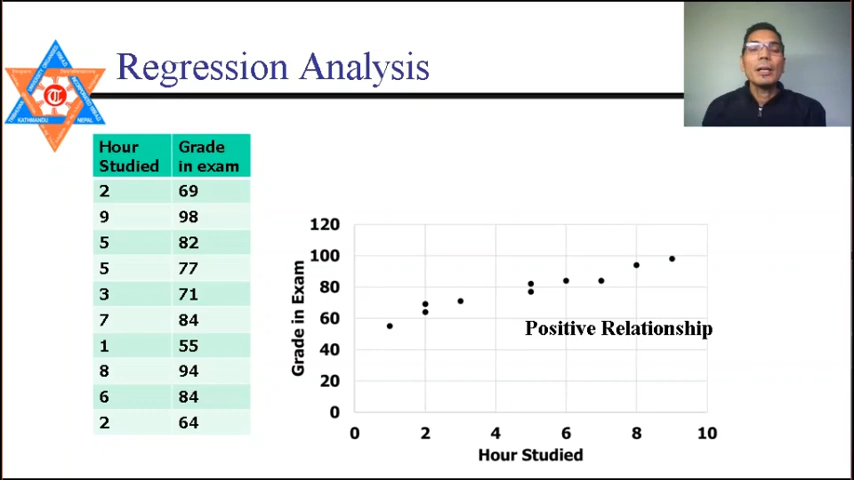 Regression Analysis
KATHMANDU
NEPAL
Hour Studied Grade in exam
2 69
9 98
5 82
5 77
3 71
7 84
1 55
8 94
6 84
2 64
120
100
80
60
40
20
0
Grade in Exam
Positive Relationship
0 2 4 6 8 10
Hour Studied